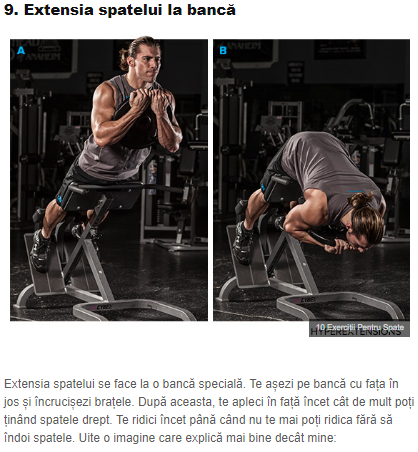 9. Extensia spatelui la bancă
A
B
10 Exerciții Pentru Spate
HYPEREXTENSIONS
Extensia spatelui se face la o bancă specială. Te așezi pe bancă cu fața în
jos și încrucișezi brațele. După aceasta, te apleci în față încet cât de mult poți
ținând spatele drept. Te ridici încet până când nu te mai poți ridica fără să
îndoi spatele. Uite o imagine care explică mai bine decât mine: